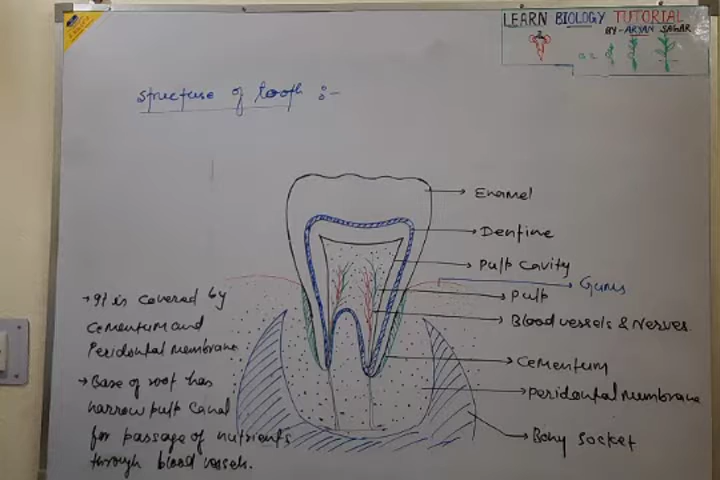 LEARN BIOLOGY TUTORIAL
BY- ARYAN SAGAR
Structure of tooth :-
Enamel
Dentine
Pulp Cavity
Gums
Pulp
Blood vessels & Nerves
Cementum
Peridontal membrane
Bony Socket
→ It is covered by
Cementum and
Peridontal membrane
→ Base of root has
narrow pulp canal
for passage of nutrients
through blood vessels.